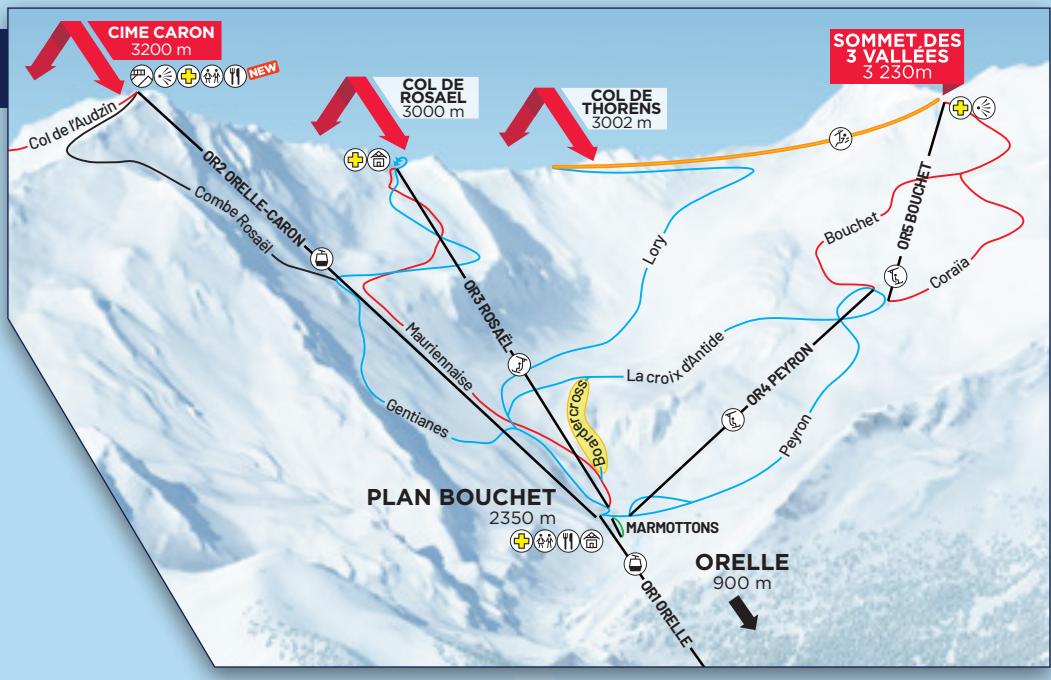 CIME CARON
3200 m
NEW
COL DE
ROSAEL
3000 m
COL DE
THORENS
3002 m
SOMMET DES
3 VALLÉES
3 230m
Col de l'Audzin
OR2 ORELLE-CARON
Combe Rosaël
OR3 ROSAËL
Lory
Bouchet
OR5 BOUCHET
Coraïa
Mauriennaise
Gentianes
La croix d'Antide
Boardercross
OR4 PEYRON
Peyron
PLAN BOUCHET
2350 m
MARMOTTONS
ORELLE
900 m
OR1 ORELLE